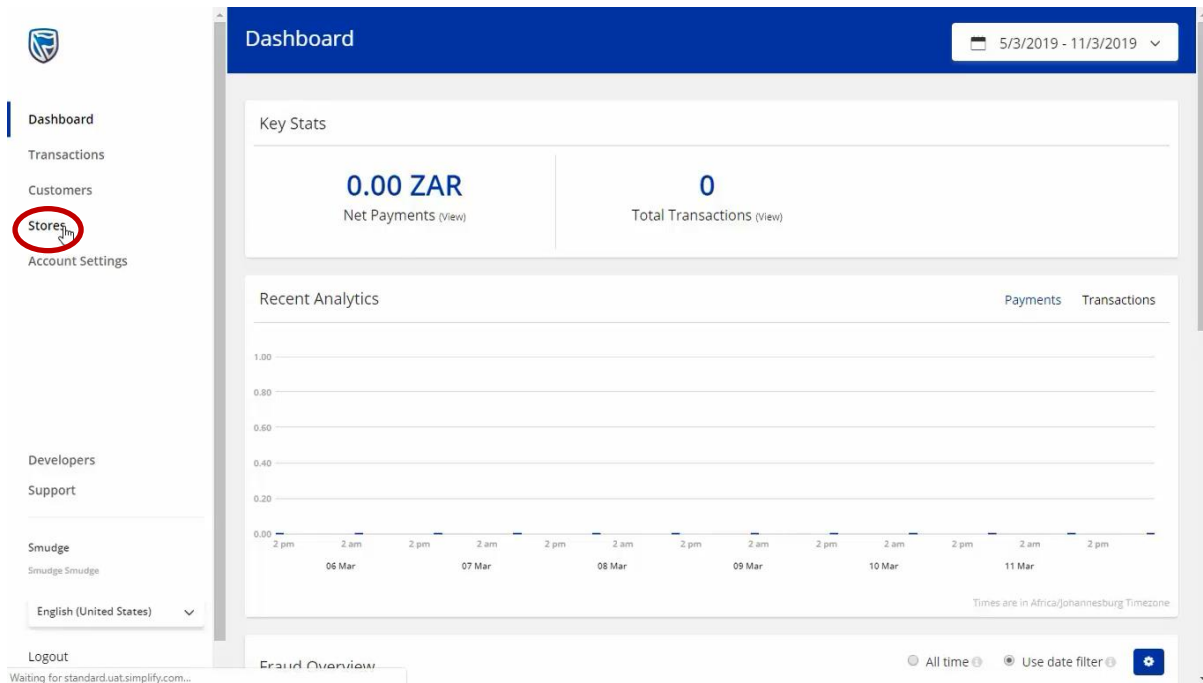 Dashboard
5/3/2019 - 11/3/2019
Dashboard
Transactions
Customers
Stores
Account Settings
Developers
Support
Smudge
Smudge Smudge
English (United States)
Logout
Waiting for standard.uat.simplify.com...
Key Stats
0.00 ZAR
Net Payments (View)
0
Total Transactions (View)
Recent Analytics
Payments Transactions
1.00
0.80
0.60
0.40
0.20
0.00
2 pm 2 am 2 pm 2 am 2 pm 2 am 2 pm 2 am 2 pm 2 am 2 pm 2 am 2 pm
06 Mar 07 Mar 08 Mar 09 Mar 10 Mar 11 Mar
Times are in Africa/Johannesburg Timezone
Fraud Overview
All time Use date filter